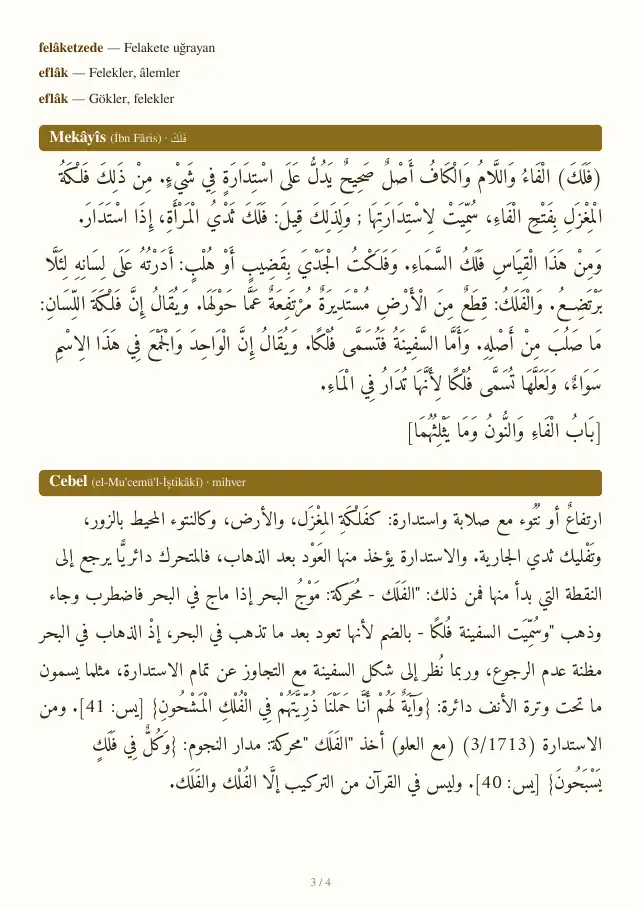 felâketzede — Felakete uğrayan
eflâk — Felekler, âlemler
eflâk — Gökler, felekler
Mekâyîs (İbn Fâris) · فَلَكَ
(فَلَكَ) الْفَاءُ وَاللَّامُ وَالْكَافُ أَصْلٌ صَحِيحٌ يَدُلُّ عَلَى اسْتِدَارَةٍ فِي شَيْءٍ. مِنْ ذَلِكَ فَلْكَةُ
الْمِغْزَلِ بِفَتْحِ الْفَاءِ، سُمِّيَتْ لِاسْتِدَارَتِهَا ; وَلِذَلِكَ قِيلَ: فَلَكَ ثَدْيُ الْمَرْأَةِ، إِذَا اسْتَدَارَ.
وَمِنْ هَذَا الْقِيَاسِ فَلَكُ السَّمَاءِ. وَفَلَكْتُ الْجَدْيَ بِقَضِيبٍ أَوْ هُلْبٍ: أَدَرْتُهُ عَلَى لِسَانِهِ لِئَلَّا
يَرْتَضِعُ. وَالْفَلَكُ: قِطَعٌ مِنَ الْأَرْضِ مُسْتَدِيرَةٌ مُرْتَفِعَةٌ عَمَّا حَوْلَهَا. وَيُقَالُ إِنَّ فَلْكَةَ اللِّسَانِ:
مَا صَلُبَ مِنْ أَصْلِهِ. وَأَمَّا السَّفِينَةُ فَتُسَمَّى فُلْكًا. وَيُقَالُ إِنَّ الْوَاحِدَ وَالْجَمْعَ فِي هَذَا الِاسْمِ
سَوَاءٌ، وَلَعَلَّهَا تُسَمَّى فُلْكًا لِأَنَّهَا تُدَارُ فِي الْمَاءِ.
[بَابُ الْفَاءِ وَالنُّونِ وَمَا يَثْلِثُهُمَا]
Cebel (el-Mu'cemü'l-İştikâkî) · mihver
ارتفاعٌ أو نُتُوء مع صلابة واستدارة: كفَلْكَةِ المِغْزَل، والأرض، وكالنتوء المحيط بالزور،
وتَفْليك ثدي الجارية. والاستدارة يؤخذ منها العَوْد بعد الذهاب، فالمتحرك دائريًّا يرجع إلى
النقطة التي بدأ منها فمن ذلك: "الفَلَك - مُحَركة: مَوْجُ البحر إذا ماج في البحر فاضطرب وجاء
وذهب "وسُمِّيَت السفينة فُلكًا - بالضم لأنها تعود بعد ما تذهب في البحر، إذْ الذهاب في البحر
مظنة عدم الرجوع، وربما نُظر إلى شكل السفينة مع التجاوز عن تمام الاستدارة، مثلما يسمون
ما تحت وترة الأنف دائرة: {وَآيَةٌ لَهُمْ أَنَّا حَمَلْنَا ذُرِّيَّتَهُمْ فِي الْفُلْكِ الْمَشْحُونِ} [يس: 41]. ومن
الاستدارة (3/1713) (مع العلو) أخذ "الفَلَك "محركة: مدار النجوم: {وَكُلٌّ فِي فَلَكٍ
يَسْبَحُونَ} [يس: 40]. وليس في القرآن من التركيب إلَّا الفُلْك والفَلَك.
3 / 4